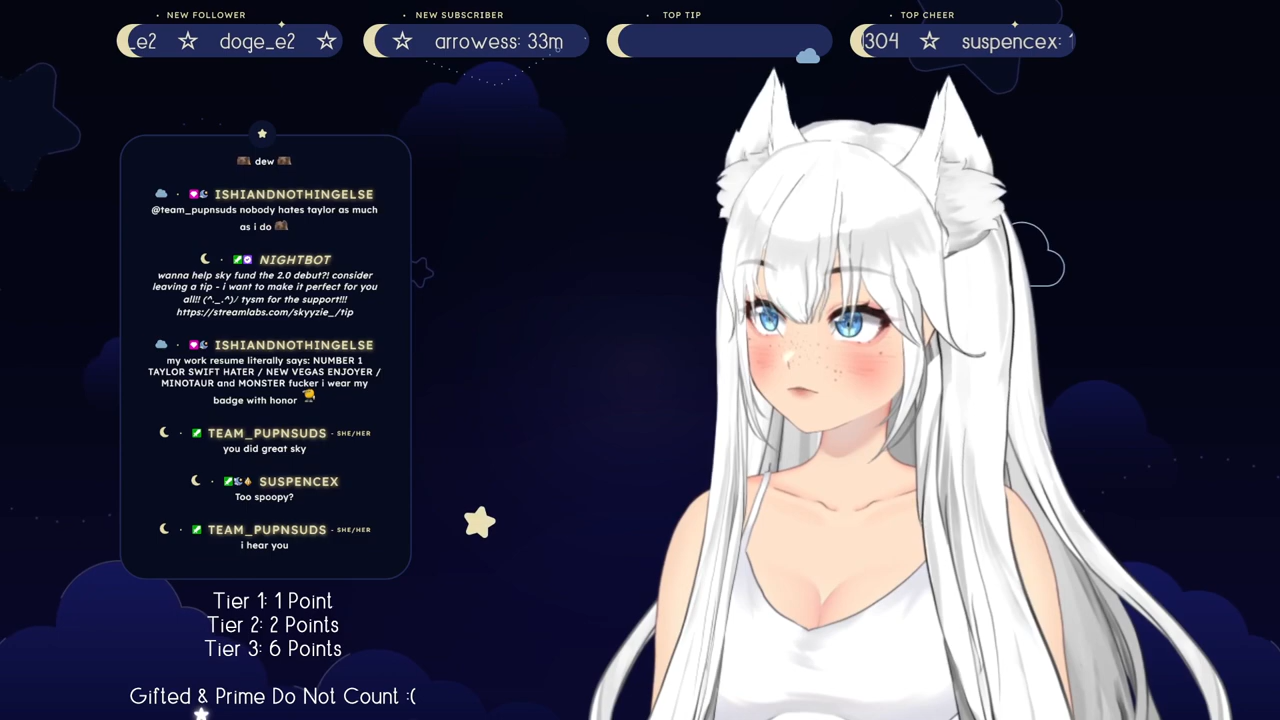 NEW FOLLOWER
_e2 ☆ doge_e2 ☆
NEW SUBSCRIBER
☆ arrowess: 33m
TOP TIP
TOP CHEER
304 ☆ suspencex: 1
dew
ISHIANDNOTHINGELSE
@team_pupnsuds nobody hates taylor as much
as i do
NIGHTBOT
wanna help sky fund the 2.0 debut?! consider
leaving a tip - i want to make it perfect for you
all!! (^._.^)/ tysm for the support!!!
https://streamlabs.com/skyyzie_/tip
ISHIANDNOTHINGELSE
my work resume literally says: NUMBER 1
TAYLOR SWIFT HATER / NEW VEGAS ENJOYER /
MINOTAUR and MONSTER fucker i wear my
badge with honor
TEAM_PUPNSUDS - SHE/HER
you did great sky
SUSPENCEX
Too spoopy?
TEAM_PUPNSUDS - SHE/HER
i hear you
Tier 1: 1 Point
Tier 2: 2 Points
Tier 3: 6 Points
Gifted & Prime Do Not Count :(